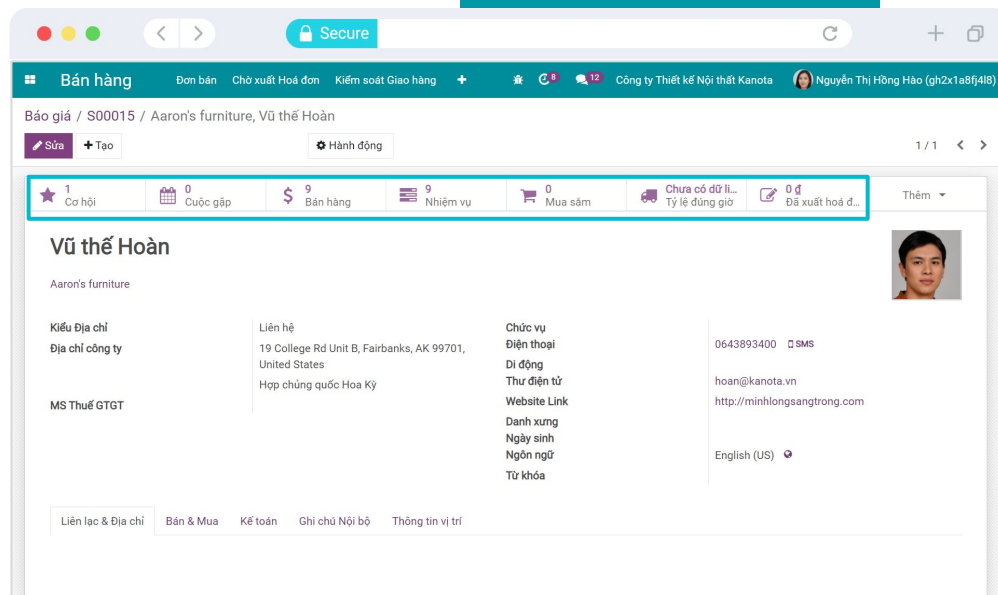 Secure
Bán hàng Đơn bán Chờ xuất Hoá đơn Kiểm soát Giao hàng + 8 12 Công ty Thiết kế Nội thất Kanota Nguyễn Thị Hồng Hào (gh2x1a8fj4l8)
Báo giá / S00015 / Aaron's furniture, Vũ thế Hoàn
Sửa + Tạo Hành động 1 / 1
1 Cơ hội
0 Cuộc gặp
9 Bán hàng
9 Nhiệm vụ
0 Mua sắm
Chưa có dữ li... Tỷ lệ đúng giờ
0 ₫ Đã xuất hoá đ...
Thêm
Vũ thế Hoàn
Aaron's furniture
Kiểu Địa chỉ Liên hệ
Địa chỉ công ty 19 College Rd Unit B, Fairbanks, AK 99701,
United States
Hợp chủng quốc Hoa Kỳ
MS Thuế GTGT
Chức vụ
Điện thoại 0643893400 SMS
Di động
Thư điện tử hoan@kanota.vn
Website Link http://minhlongsangtrong.com
Danh xưng
Ngày sinh
Ngôn ngữ English (US)
Từ khóa
Liên lạc & Địa chỉ Bán & Mua Kế toán Ghi chú Nội bộ Thông tin vị trí